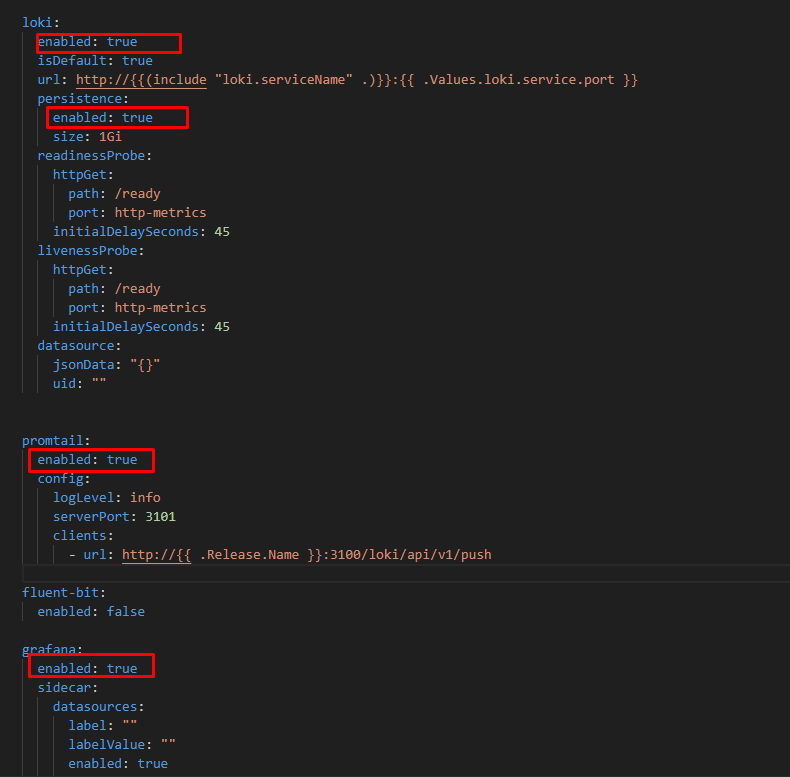 loki:
  enabled: true
  isDefault: true
  url: http://{{(include "loki.serviceName" .)}}:{{ .Values.loki.service.port }}
  persistence:
    enabled: true
    size: 1Gi
  readinessProbe:
    httpGet:
      path: /ready
      port: http-metrics
    initialDelaySeconds: 45
  livenessProbe:
    httpGet:
      path: /ready
      port: http-metrics
    initialDelaySeconds: 45
  datasource:
    jsonData: "{}"
    uid: ""
promtail:
  enabled: true
  config:
    logLevel: info
    serverPort: 3101
    clients:
      - url: http://{{ .Release.Name }}:3100/loki/api/v1/push
fluent-bit:
  enabled: false
grafana:
  enabled: true
  sidecar:
    datasources:
      label: ""
      labelValue: ""
      enabled: true